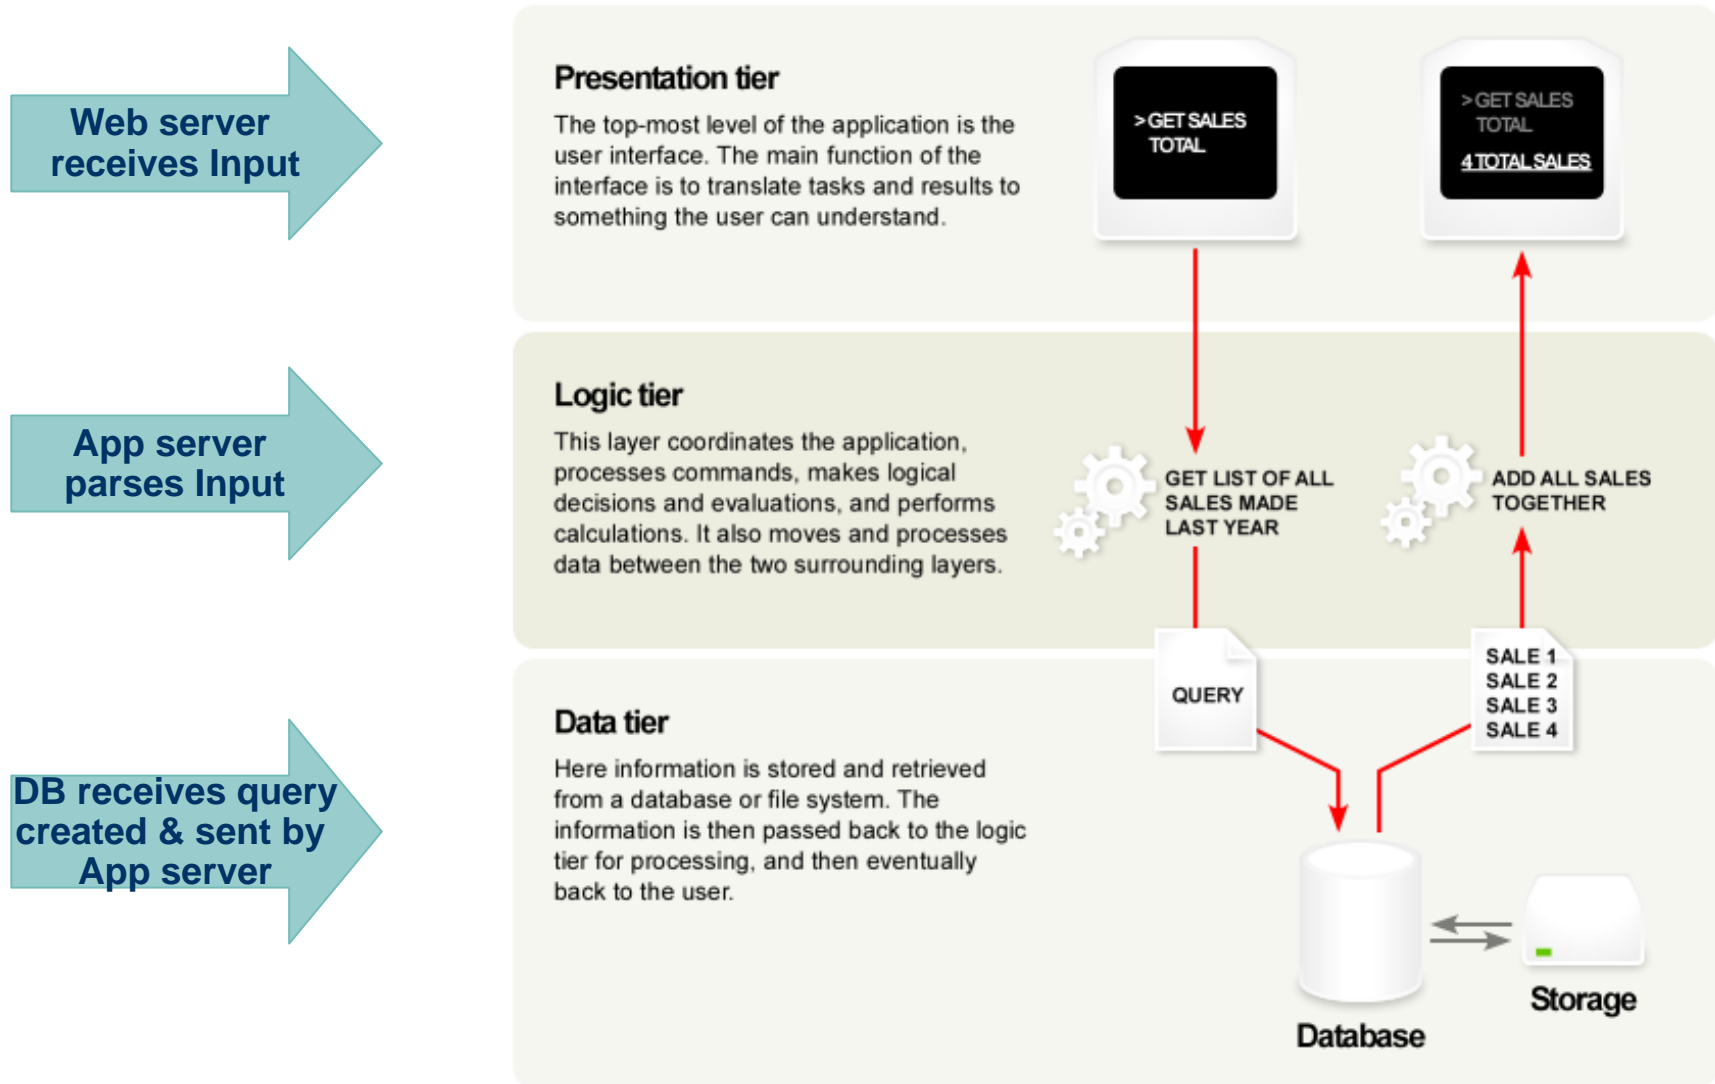 Web server
receives Input
Presentation tier
The top-most level of the application is the
user interface. The main function of the
interface is to translate tasks and results to
something the user can understand.
>GET SALES
TOTAL
>GET SALES
TOTAL
4 TOTAL SALES
App server
parses Input
Logic tier
This layer coordinates the application,
processes commands, makes logical
decisions and evaluations, and performs
calculations. It also moves and processes
data between the two surrounding layers.
GET LIST OF ALL
SALES MADE
LAST YEAR
ADD ALL SALES
TOGETHER
DB receives query
created & sent by
App server
Data tier
Here information is stored and retrieved
from a database or file system. The
information is then passed back to the logic
tier for processing, and then eventually
back to the user.
QUERY
SALE 1
SALE 2
SALE 3
SALE 4
Database
Storage